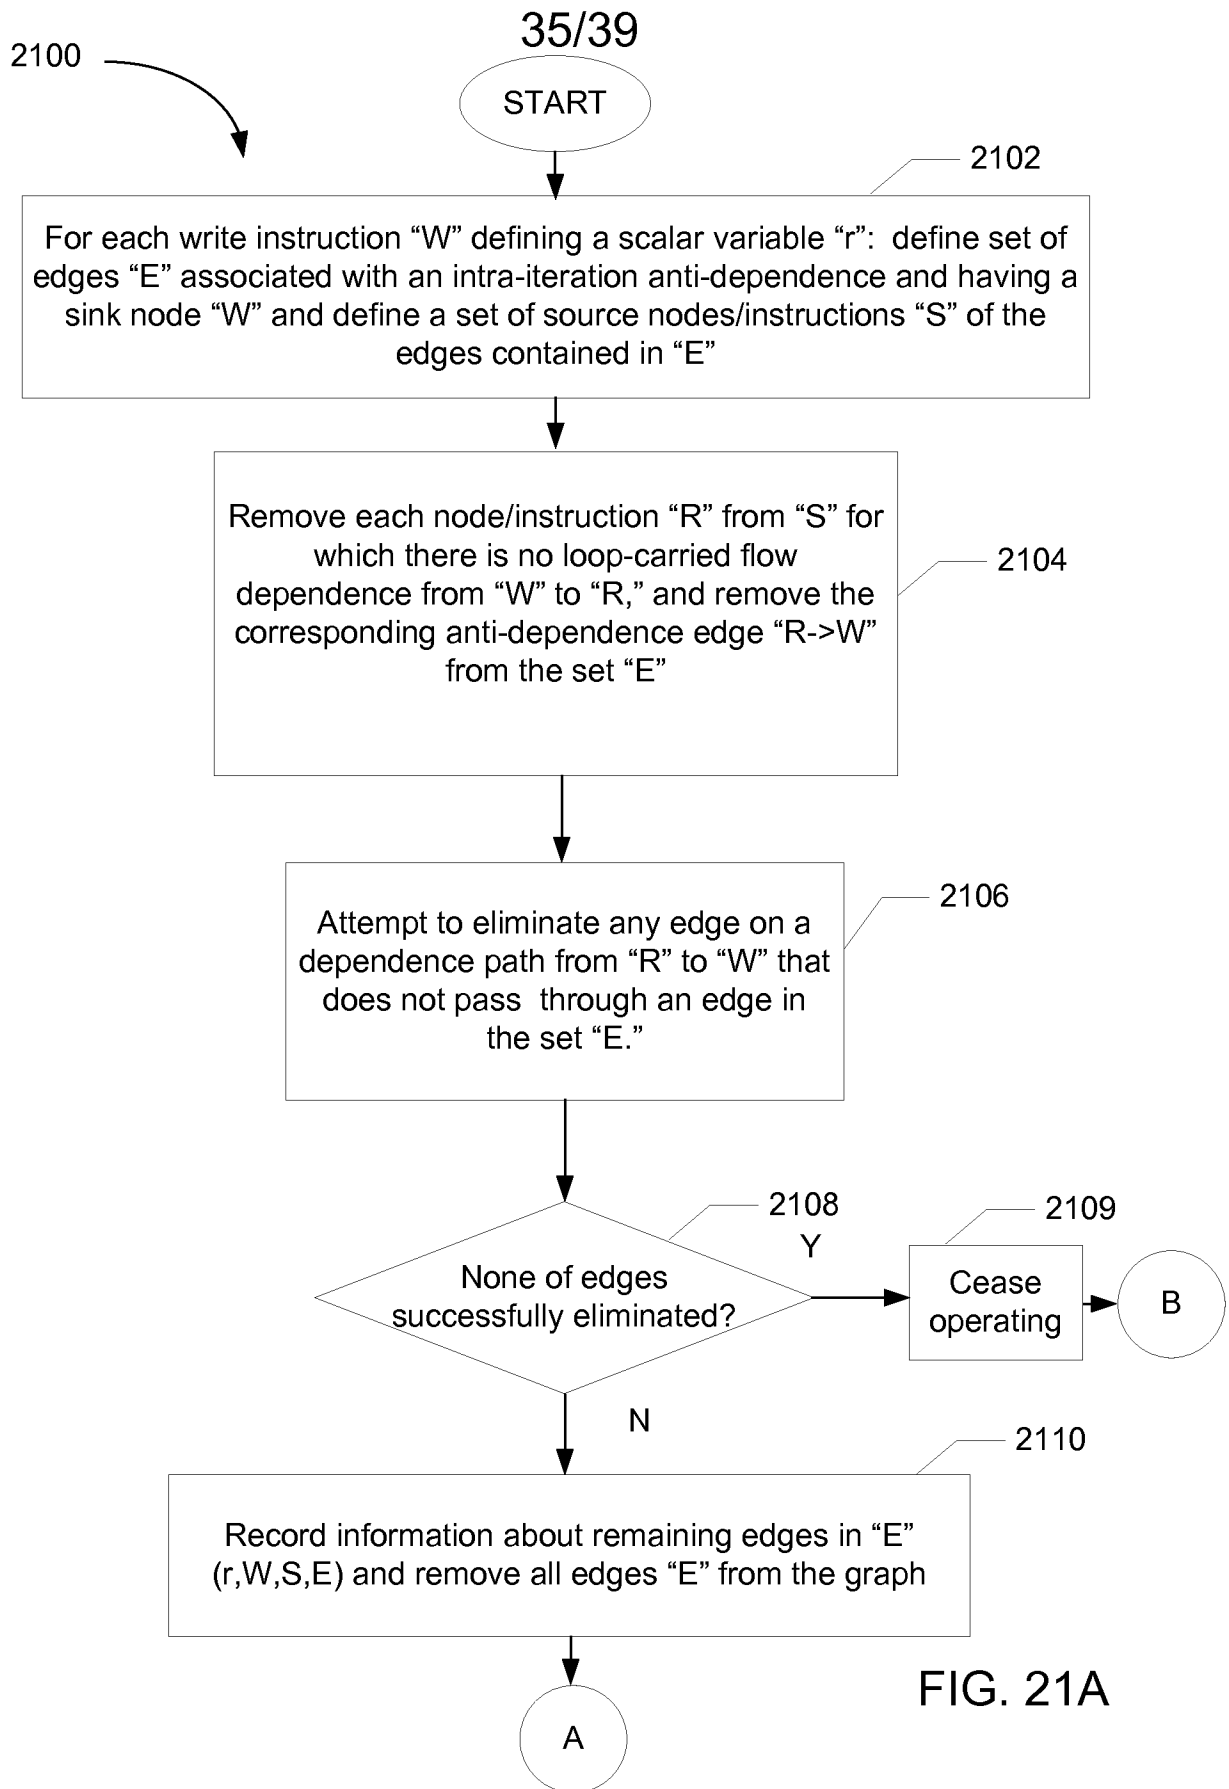 35/39
2100
START
2102
For each write instruction “W” defining a scalar variable “r”:  define set of
edges “E” associated with an intra-iteration anti-dependence and having a
sink node “W” and define a set of source nodes/instructions “S” of the
edges contained in “E”
Remove each node/instruction “R” from “S” for
which there is no loop-carried flow
dependence from “W” to “R,” and remove the
corresponding anti-dependence edge “R->W”
from the set “E”
2104
2106
Attempt to eliminate any edge on a
dependence path from “R” to “W” that
does not pass  through an edge in
the set “E.”
2108
2109
Y
None of edges
successfully eliminated?
Cease
operating
B
N
2110
Record information about remaining edges in “E”
(r,W,S,E) and remove all edges “E” from the graph
FIG. 21A
A